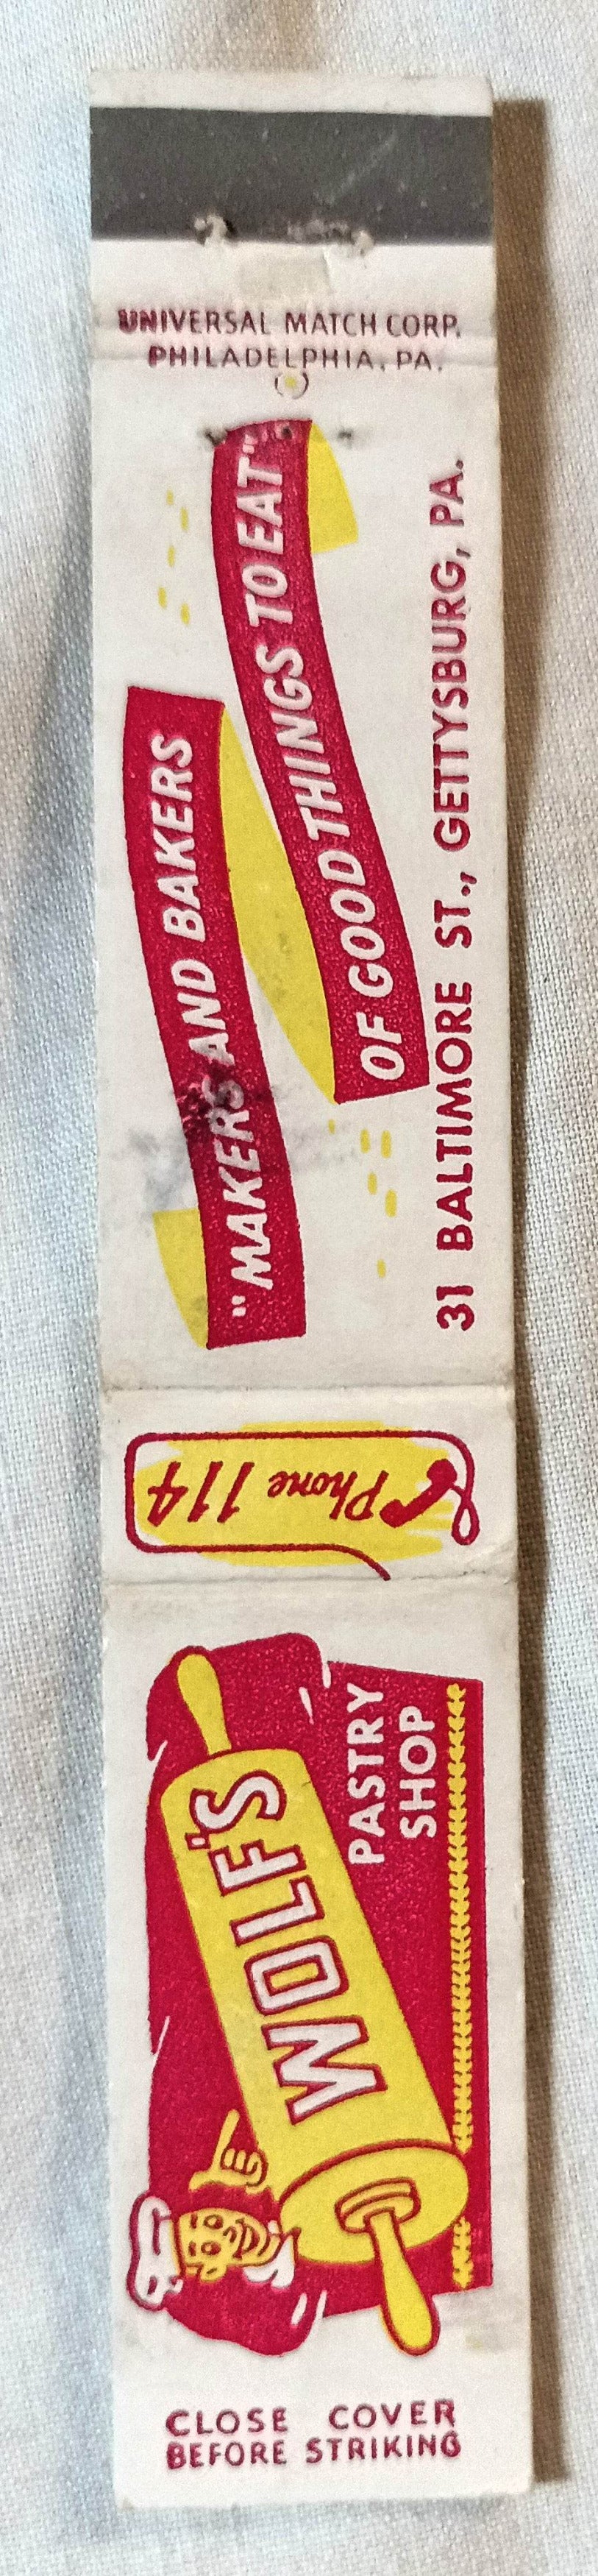 UNIVERSAL MATCH CORP.
PHILADELPHIA, PA.
"MAKERS AND BAKERS
OF GOOD THINGS TO EAT"
31 BALTIMORE ST., GETTYSBURG, PA.
Phone 114
WOLF'S
PASTRY
SHOP
CLOSE COVER
BEFORE STRIKING